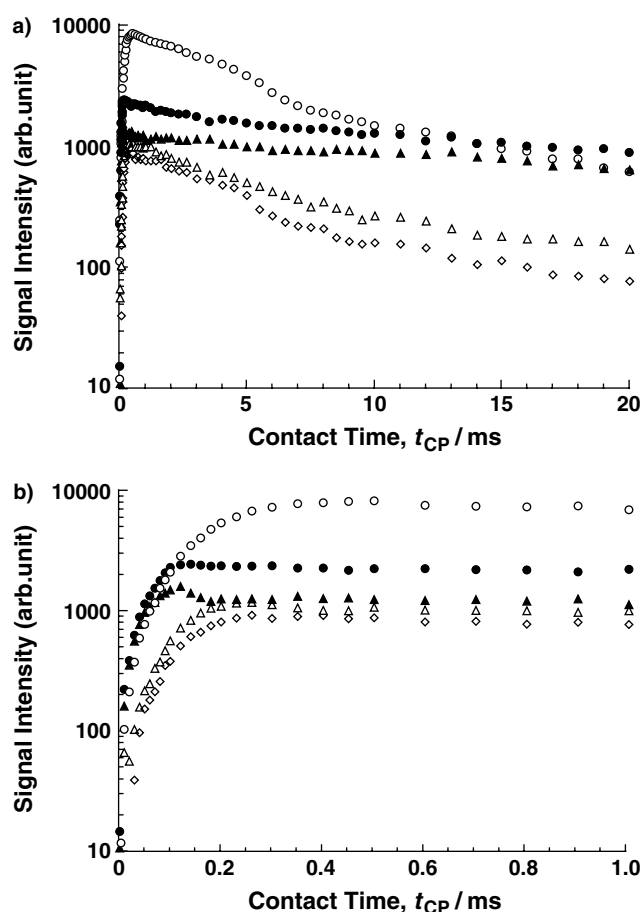 a)
10000
1000
100
10
Signal Intensity (arb.unit)
0 5 10 15 20
Contact Time, tCP / ms
b)
10000
1000
100
10
Signal Intensity (arb.unit)
0 0.2 0.4 0.6 0.8 1.0
Contact Time, tCP / ms